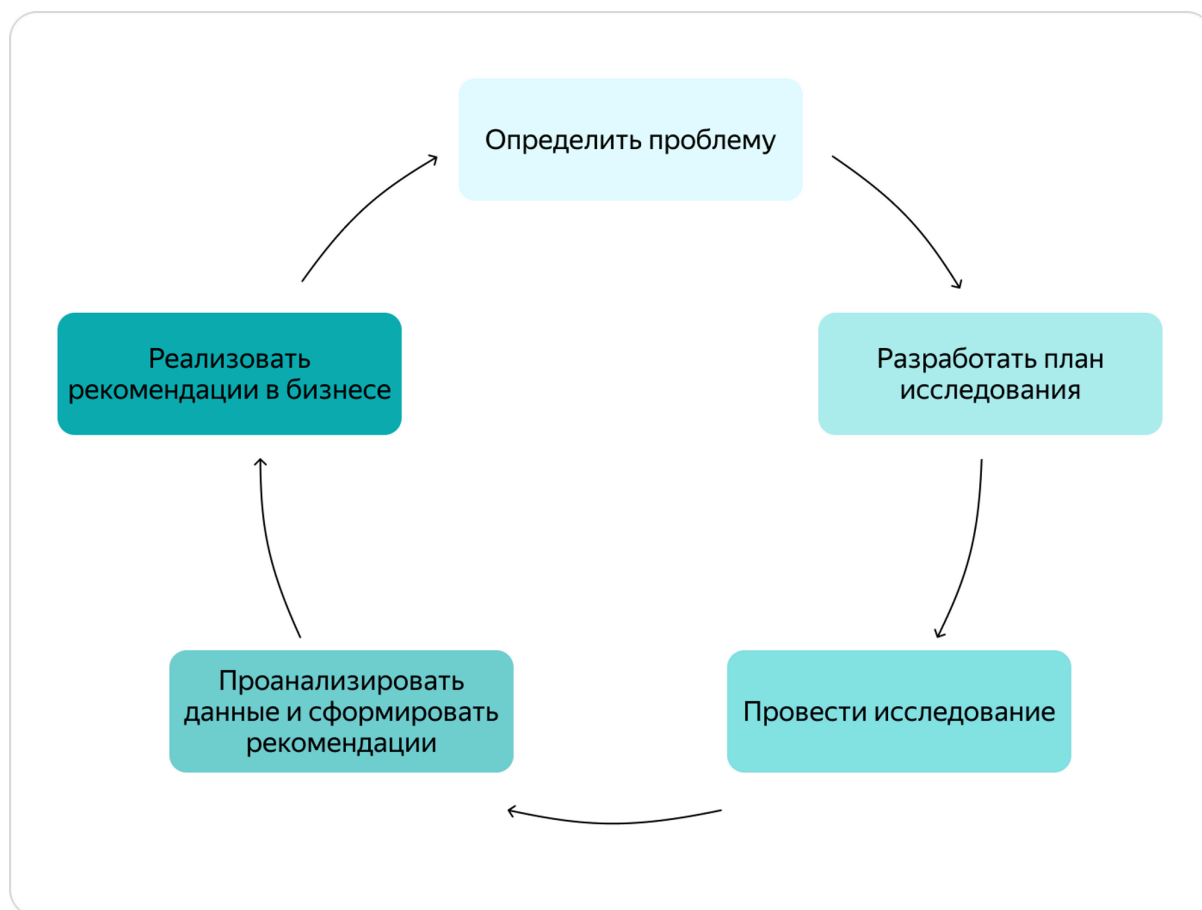 Определить проблему
Разработать план
исследования
Провести исследование
Проанализировать
данные и сформировать
рекомендации
Реализовать
рекомендации в бизнесе